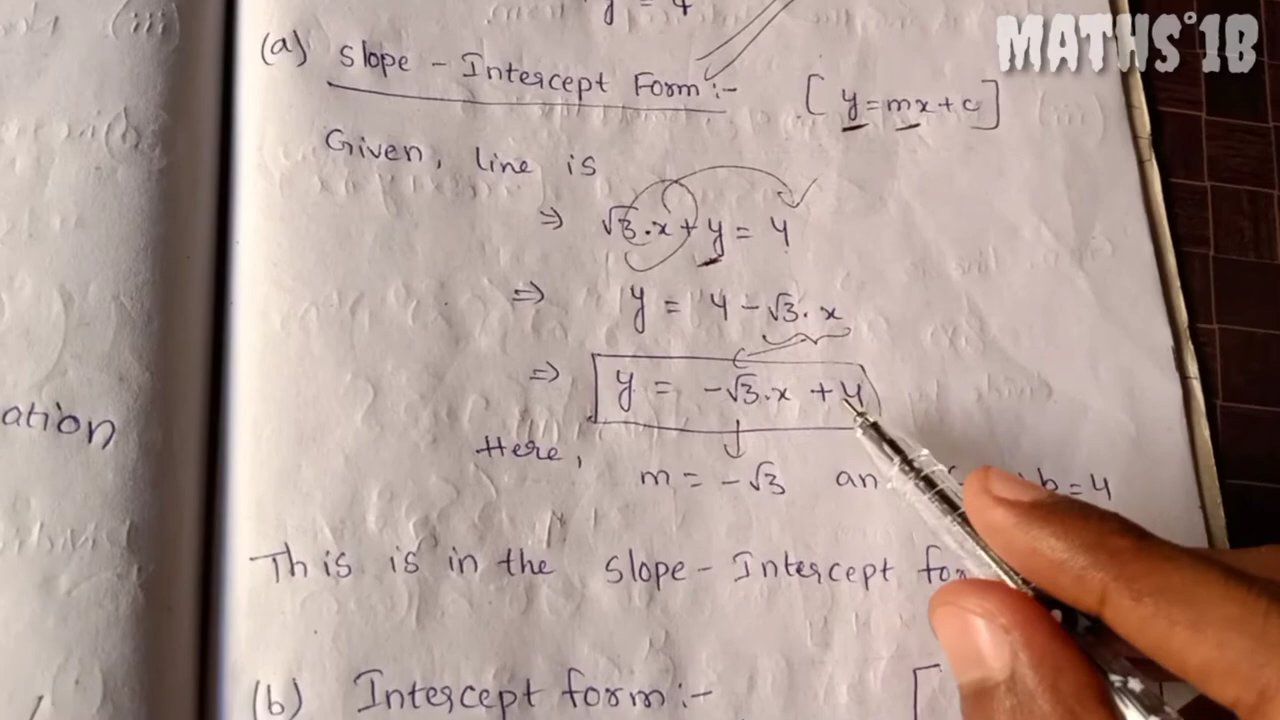 y = 4
MATHS°1B
(a) Slope - Intercept Form :-
[ y = mx + c ]
Given, line is
⇒ √3.x + y = 4
⇒ y = 4 - √3.x
⇒ y = -√3.x + 4
Here,
m = -√3 an b = 4
This is in the slope - Intercept for
(b) Intercept form :- [
ation